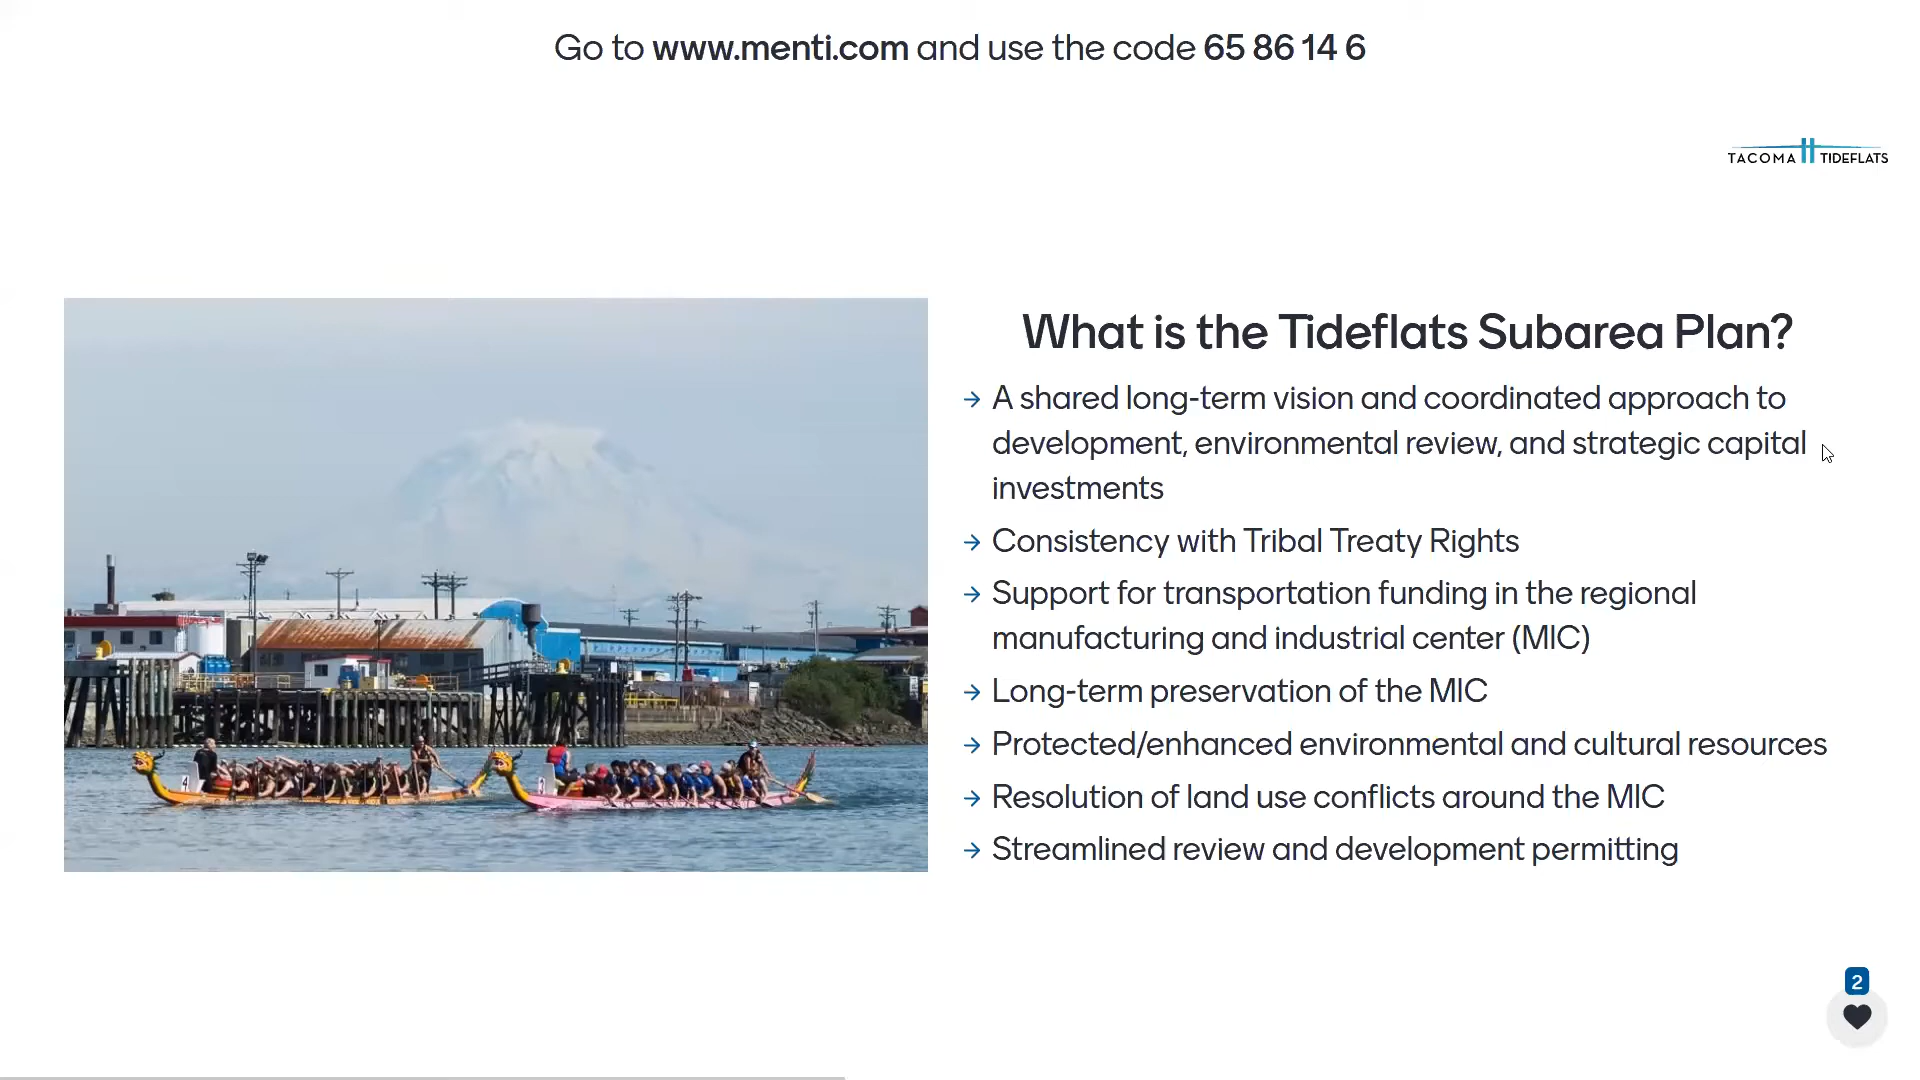 Go to www.menti.com and use the code 65 86 14 6
TACOMA TIDEFLATS
What is the Tideflats Subarea Plan?
→ A shared long-term vision and coordinated approach to
development, environmental review, and strategic capital
investments
→ Consistency with Tribal Treaty Rights
→ Support for transportation funding in the regional
manufacturing and industrial center (MIC)
→ Long-term preservation of the MIC
→ Protected/enhanced environmental and cultural resources
→ Resolution of land use conflicts around the MIC
→ Streamlined review and development permitting
4
3
2